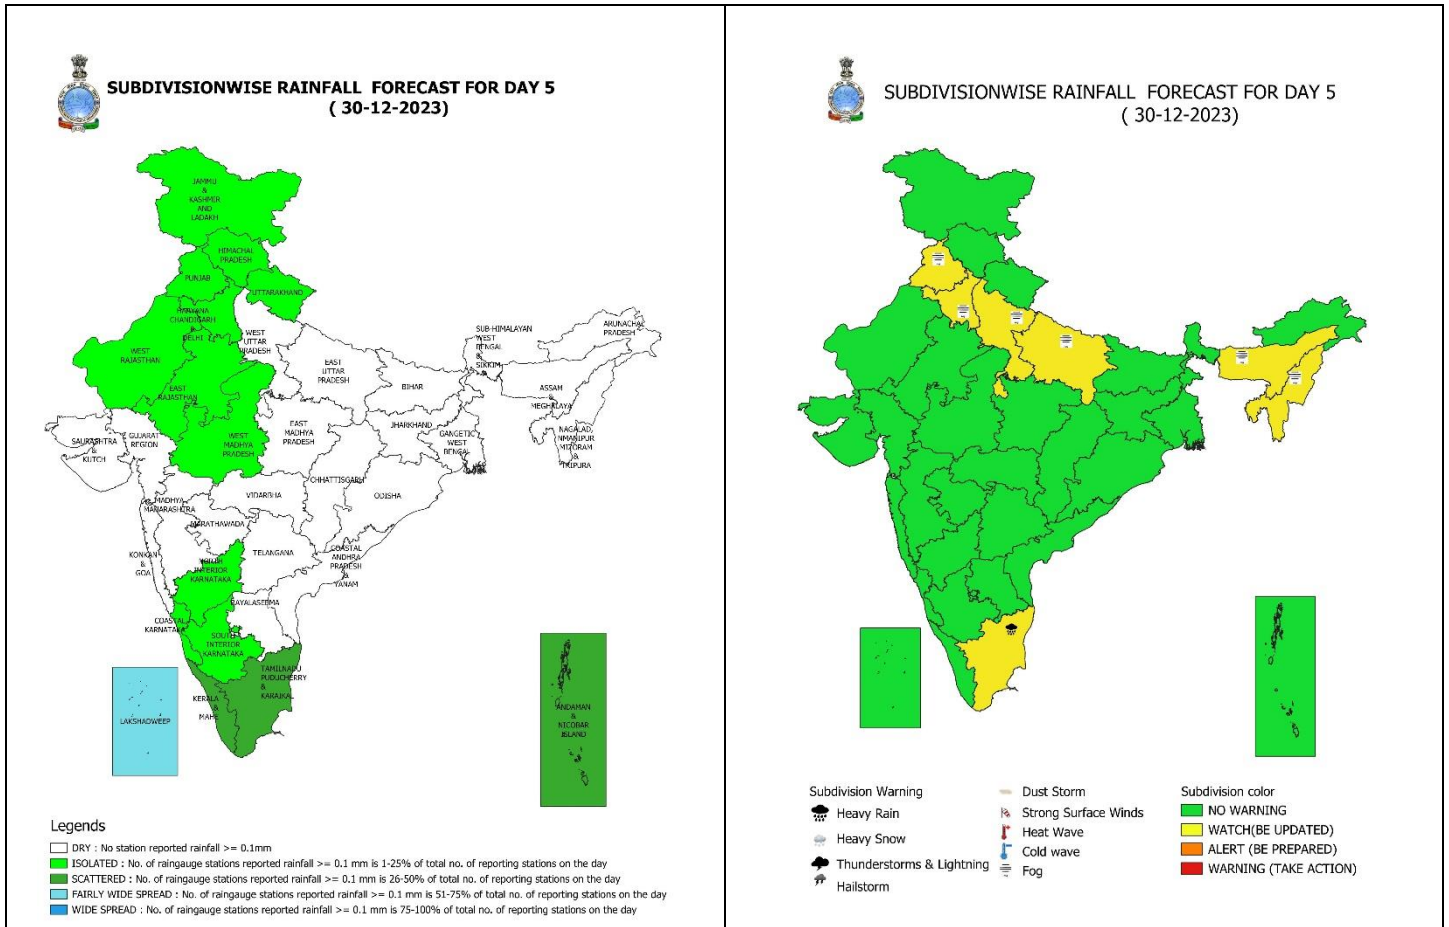 SUBDIVISIONWISE RAINFALL FORECAST FOR DAY 5
( 30-12-2023)
JAMMU
&
KASHMIR
AND
LADAKH
HIMACHAL
PRADESH
PUNJAB
UTTARAKHAND
HARYANA
CHANDIGARH
&
DELHI
WEST
UTTAR
PRADESH
WEST
RAJASTHAN
EAST
RAJASTHAN
EAST
UTTAR
PRADESH
SUB-HIMALAYAN
WEST
BENGAL
&
SIKKIM
ARUNACHAL
PRADESH
BIHAR
ASSAM
&
MEGHALAYA
NAGALAD
MANIPUR
MIZORAM
&
TRIPURA
JHARKHAND
GANGETIC
WEST
BENGAL
EAST
MADHYA
PRADESH
WEST
MADHYA
PRADESH
GUJARAT
REGION
SAURASHTRA
&
KUTCH
CHHATTISGARH
ODISHA
VIDARBHA
MADHYA
MAHARASHTRA
MARATHAWADA
KONKAN
&
GOA
TELANGANA
COASTAL
ANDHRA
PRADESH
&
YANAM
NORTH
INTERIOR
KARNATAKA
RAYALASEEMA
COASTAL
KARNATAKA
SOUTH
INTERIOR
KARNATAKA
TAMILNADU
PUDUCHERRY
&
KARAIKAL
KERALA
&
MAHE
LAKSHADWEEP
ANDAMAN
&
NICOBAR
ISLAND
Legends
DRY : No station reported rainfall >= 0.1mm
ISOLATED : No. of raingauge stations reported rainfall >= 0.1 mm is 1-25% of total no. of reporting stations on the day
SCATTERED : No. of raingauge stations reported rainfall >= 0.1 mm is 26-50% of total no. of reporting stations on the day
FAIRLY WIDE SPREAD : No. of raingauge stations reported rainfall >= 0.1 mm is 51-75% of total no. of reporting stations on the day
WIDE SPREAD : No. of raingauge stations reported rainfall >= 0.1 mm is 75-100% of total no. of reporting stations on the day
SUBDIVISIONWISE RAINFALL FORECAST FOR DAY 5
( 30-12-2023)
Subdivision Warning
Heavy Rain
Heavy Snow
Thunderstorms & Lightning
Hailstorm
Dust Storm
Strong Surface Winds
Heat Wave
Cold wave
Fog
Subdivision color
NO WARNING
WATCH(BE UPDATED)
ALERT (BE PREPARED)
WARNING (TAKE ACTION)